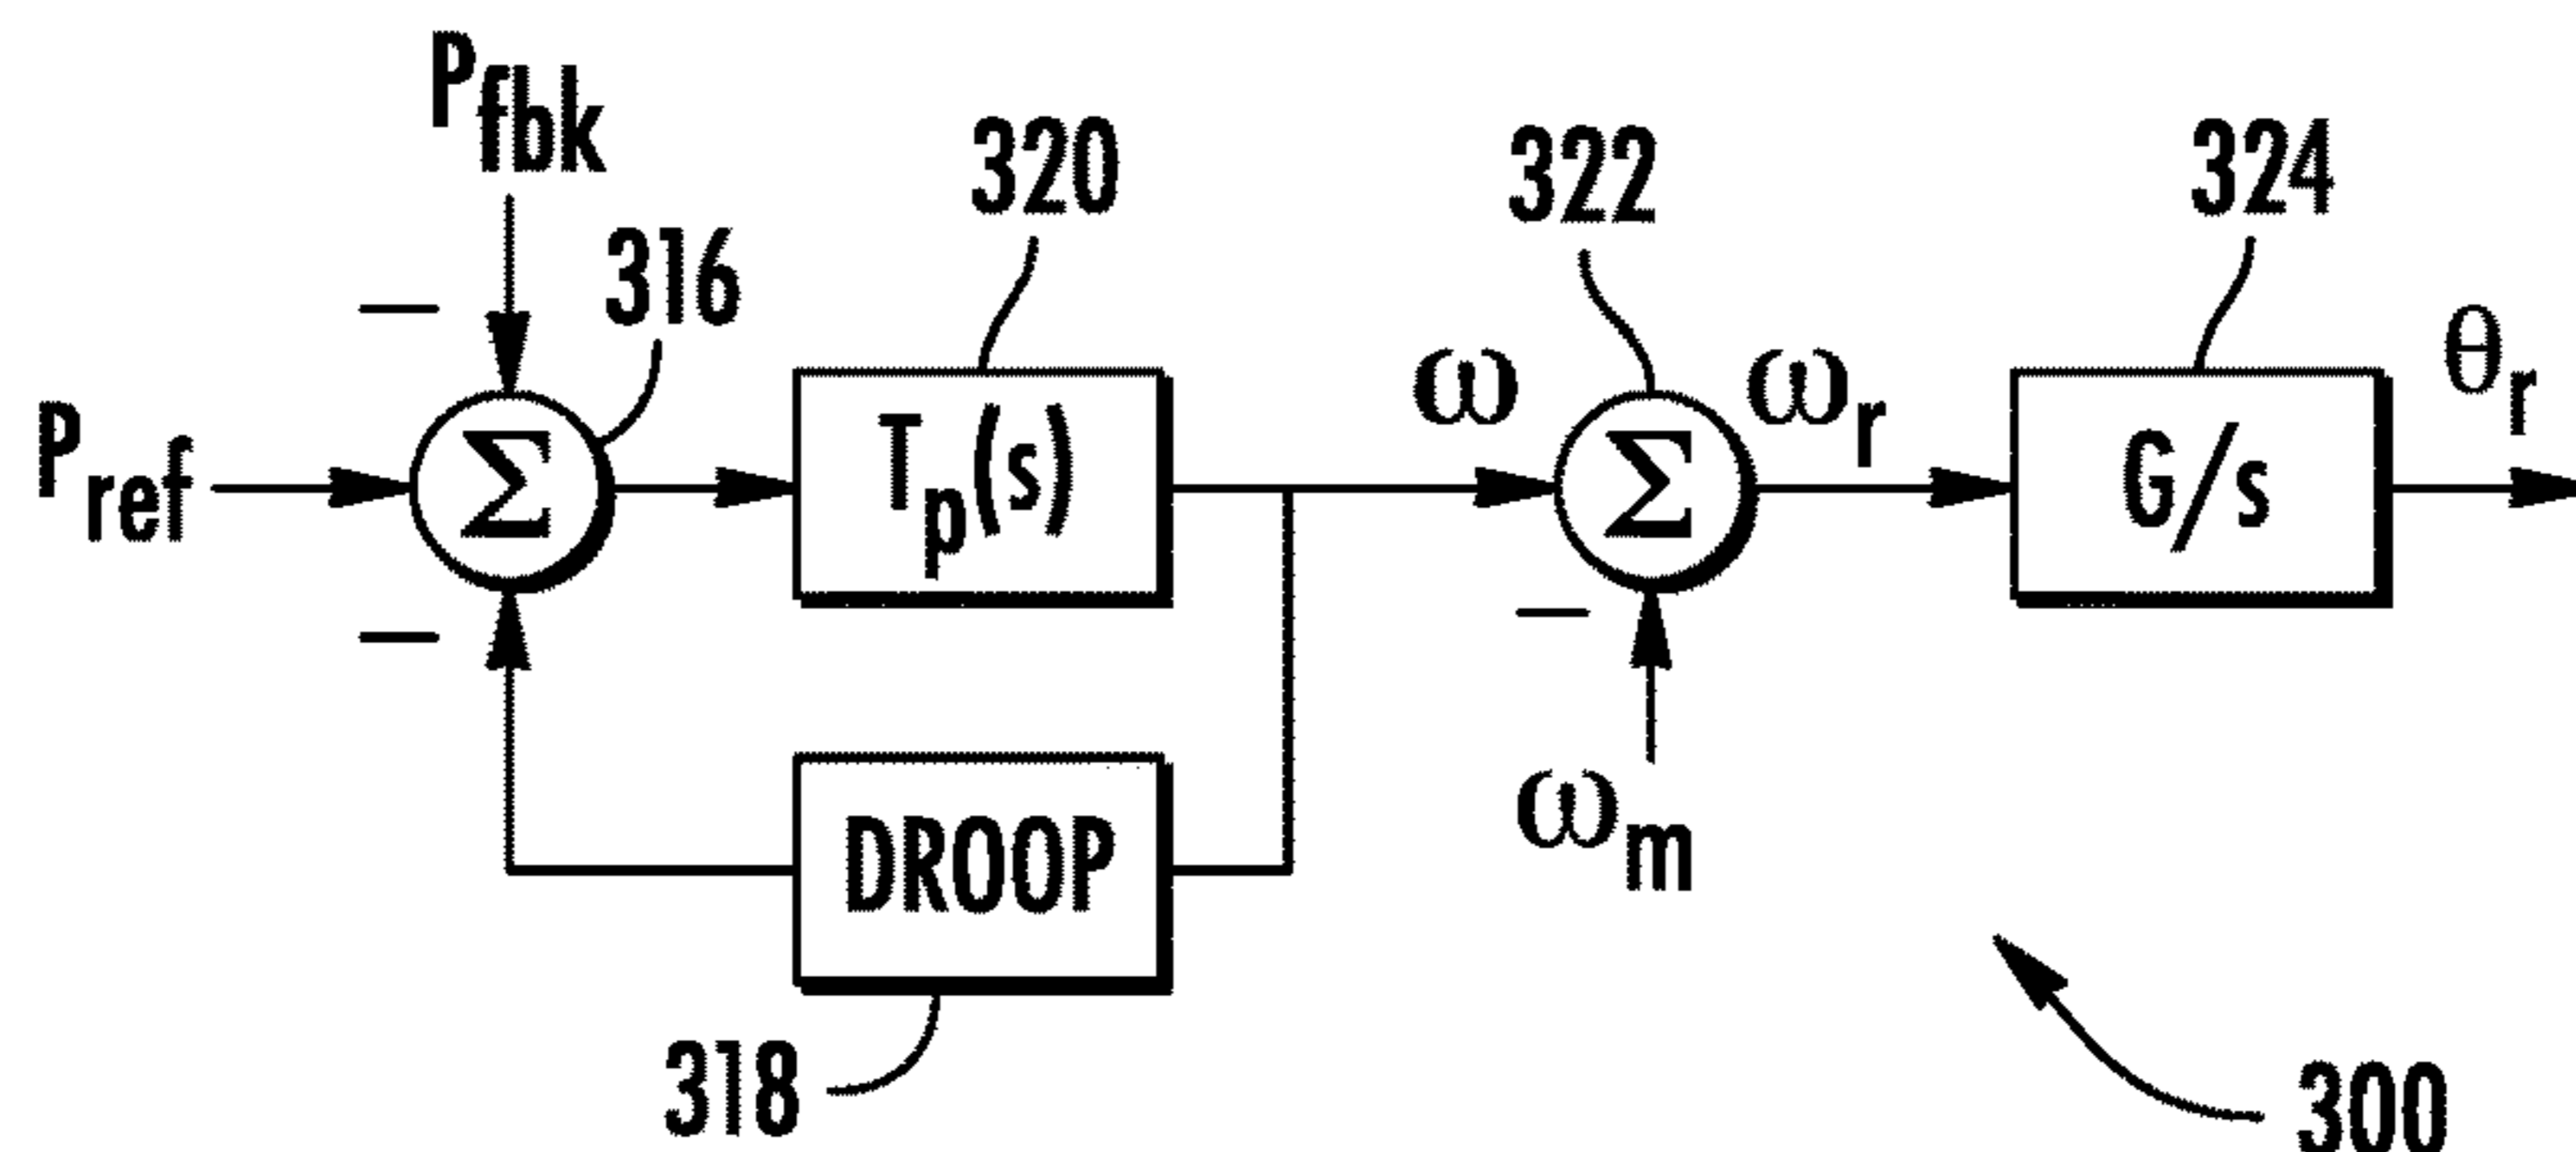 P_fbk
316
320
322
324
P_ref
Σ
T_p(s)
ω
Σ
ω_r
G/s
θ_r
−
−
−
ω_m
DROOP
318
300